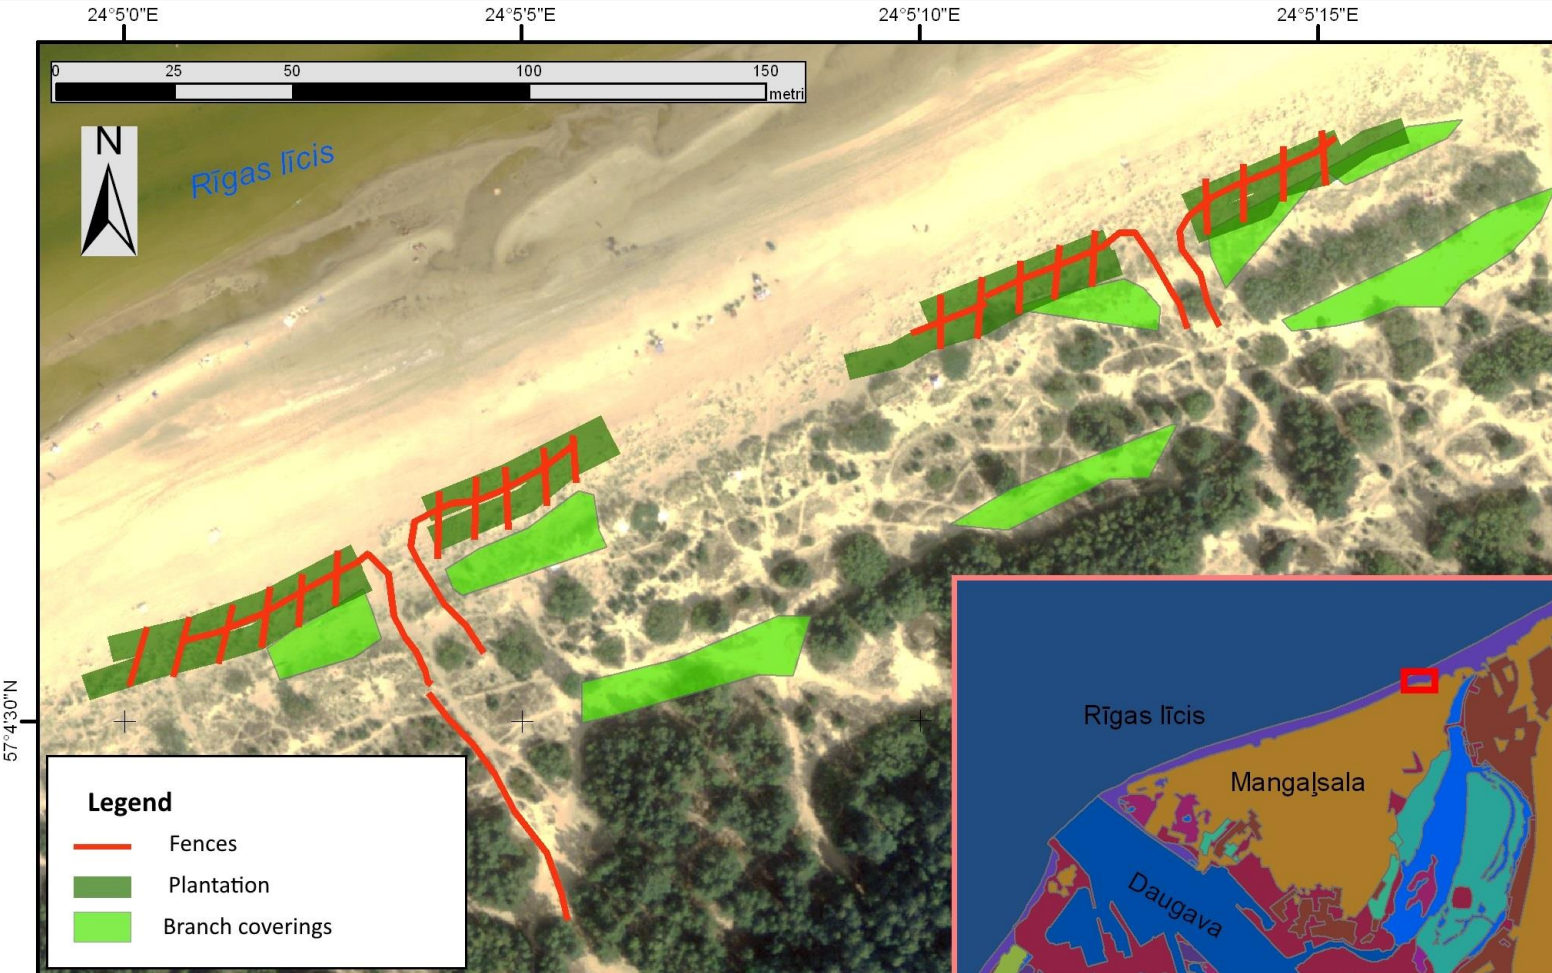 24°5'0"E
24°5'5"E
24°5'10"E
24°5'15"E
0
25
50
100
150
metri
N
Rīgas līcis
57°4'30"N
Legend
Fences
Plantation
Branch coverings
Rīgas līcis
Mangaļsala
Daugava